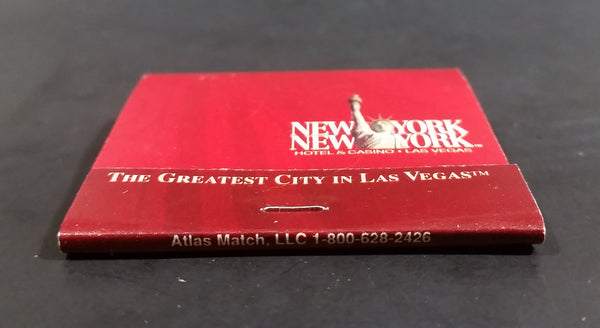 NEW YORK
NEW YORK™
HOTEL & CASINO • LAS VEGAS
THE GREATEST CITY IN LAS VEGAS™
Atlas Match, LLC 1-800-628-2426